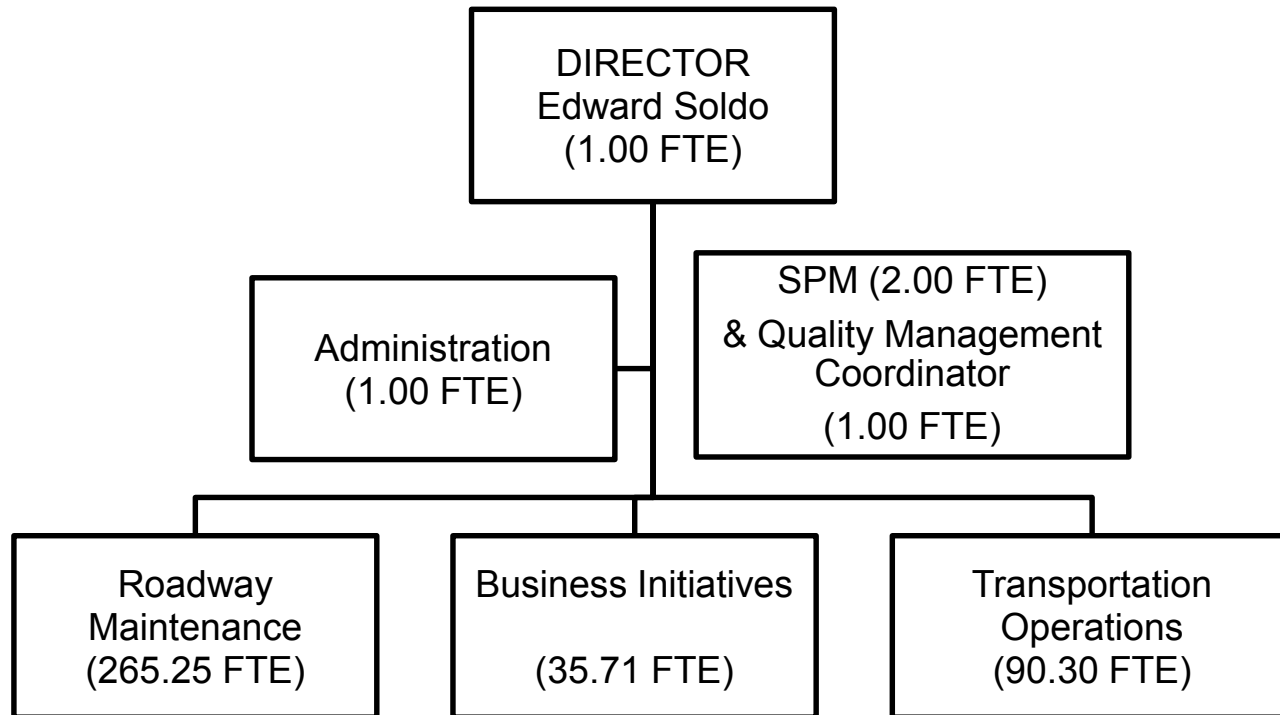 DIRECTOR
Edward Soldo
(1.00 FTE)
Administration
(1.00 FTE)
SPM (2.00 FTE)
& Quality Management
Coordinator
(1.00 FTE)
Roadway
Maintenance
(265.25 FTE)
Business Initiatives
(35.71 FTE)
Transportation
Operations
(90.30 FTE)